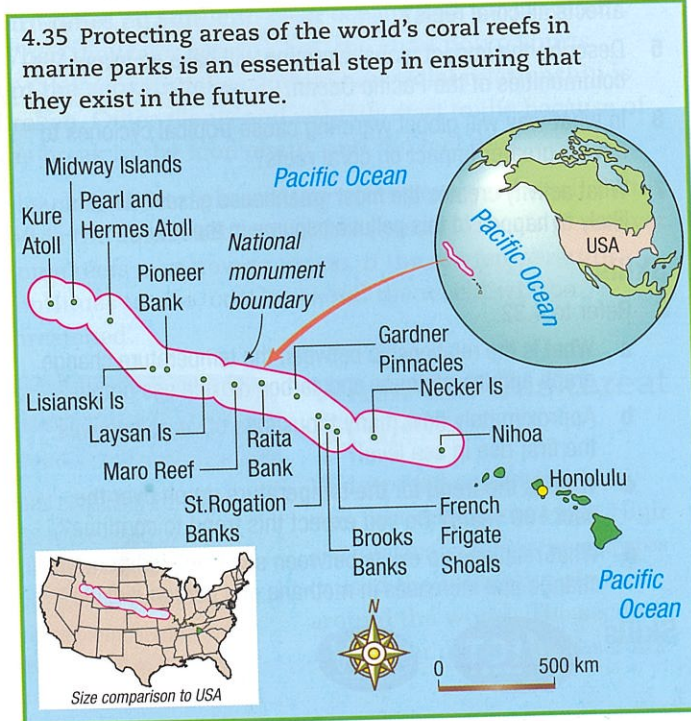 4.35 Protecting areas of the world's coral reefs in
marine parks is an essential step in ensuring that
they exist in the future.
Midway Islands
Pacific Ocean
Kure
Atoll
Pearl and
Hermes Atoll
Pioneer
Bank
National
monument
boundary
Pacific Ocean
USA
Gardner
Pinnacles
Necker Is
Lisianski Is
Laysan Is
Maro Reef
Raita
Bank
Nihoa
St.Rogation
Banks
Brooks
Banks
French
Frigate
Shoals
Honolulu
Pacific
Ocean
N
0 500 km
Size comparison to USA